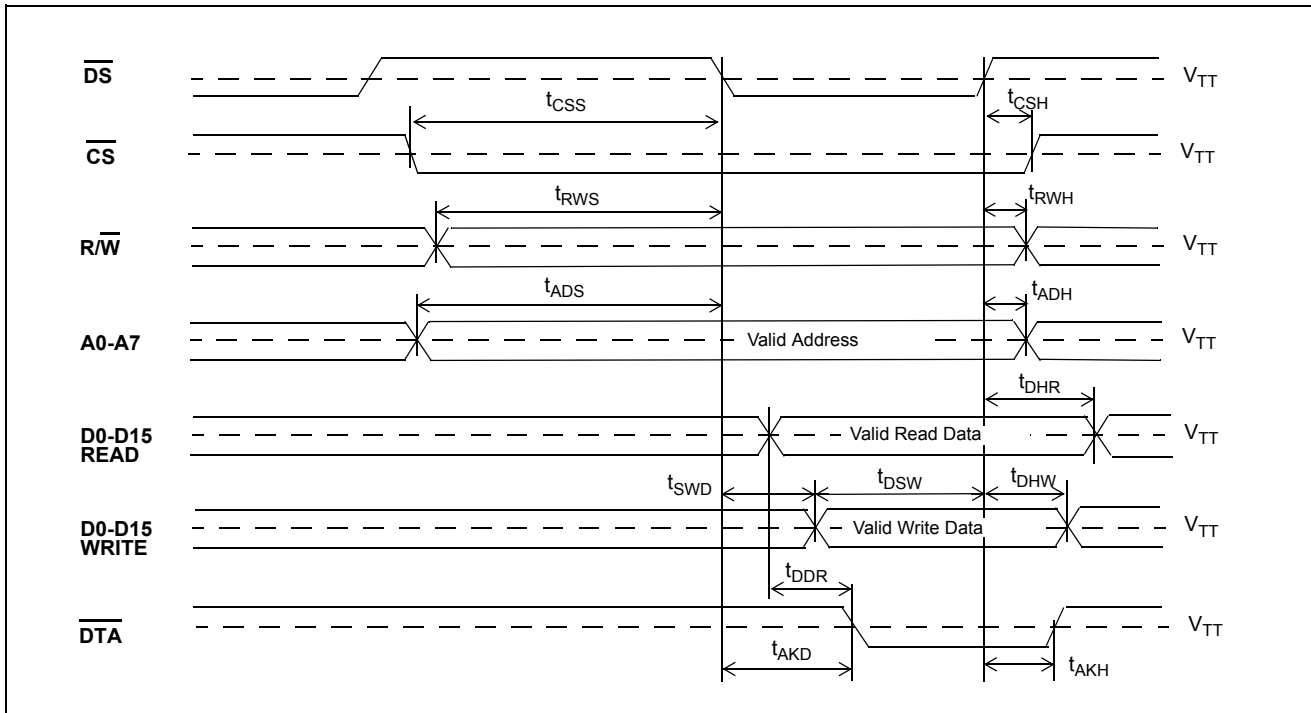 DS
VTT
tCSS
tCSH
CS
VTT
tRWS
tRWH
R/W
VTT
tADS
tADH
A0-A7
Valid Address
VTT
tDHR
D0-D15
READ
Valid Read Data
VTT
tSWD
tDSW
tDHW
D0-D15
WRITE
Valid Write Data
VTT
tDDR
DTA
VTT
tAKD
tAKH